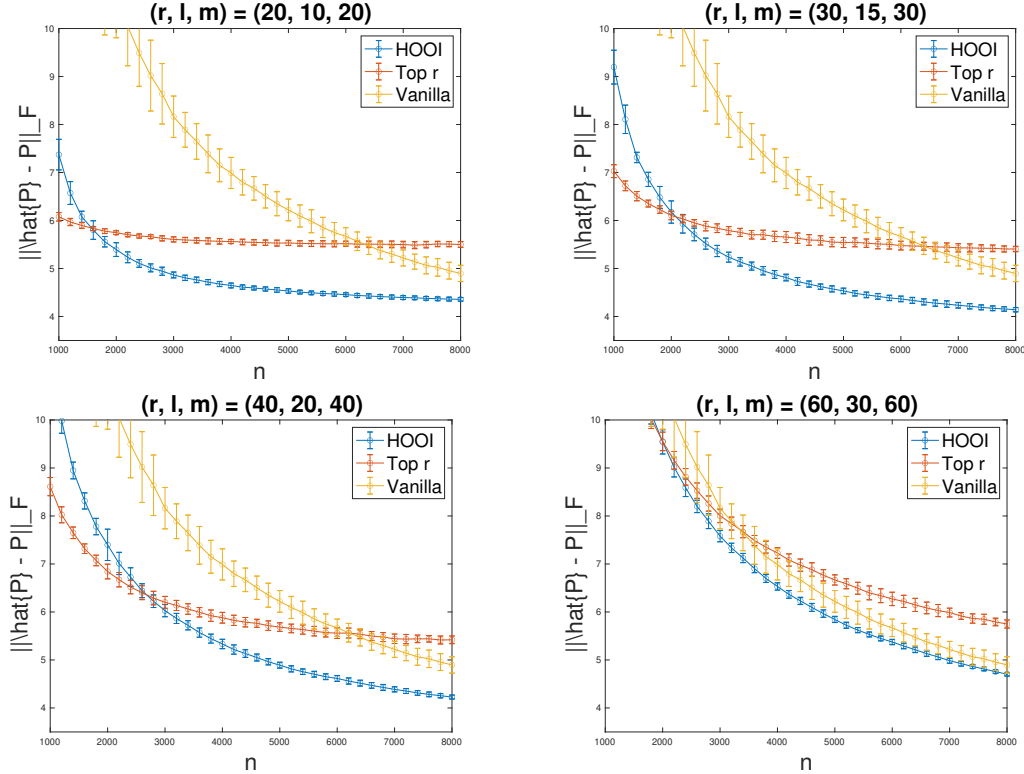 (r, l, m) = (20, 10, 20)
10
9
8
7
6
5
4
||\hat{P} - P||_F
HOOI
Top r
Vanilla
1000 2000 3000 4000 5000 6000 7000 8000
n
(r, l, m) = (30, 15, 30)
10
9
8
7
6
5
4
||\hat{P} - P||_F
HOOI
Top r
Vanilla
1000 2000 3000 4000 5000 6000 7000 8000
n
(r, l, m) = (40, 20, 40)
10
9
8
7
6
5
4
||\hat{P} - P||_F
HOOI
Top r
Vanilla
1000 2000 3000 4000 5000 6000 7000 8000
n
(r, l, m) = (60, 30, 60)
10
9
8
7
6
5
4
||\hat{P} - P||_F
HOOI
Top r
Vanilla
1000 2000 3000 4000 5000 6000 7000 8000
n